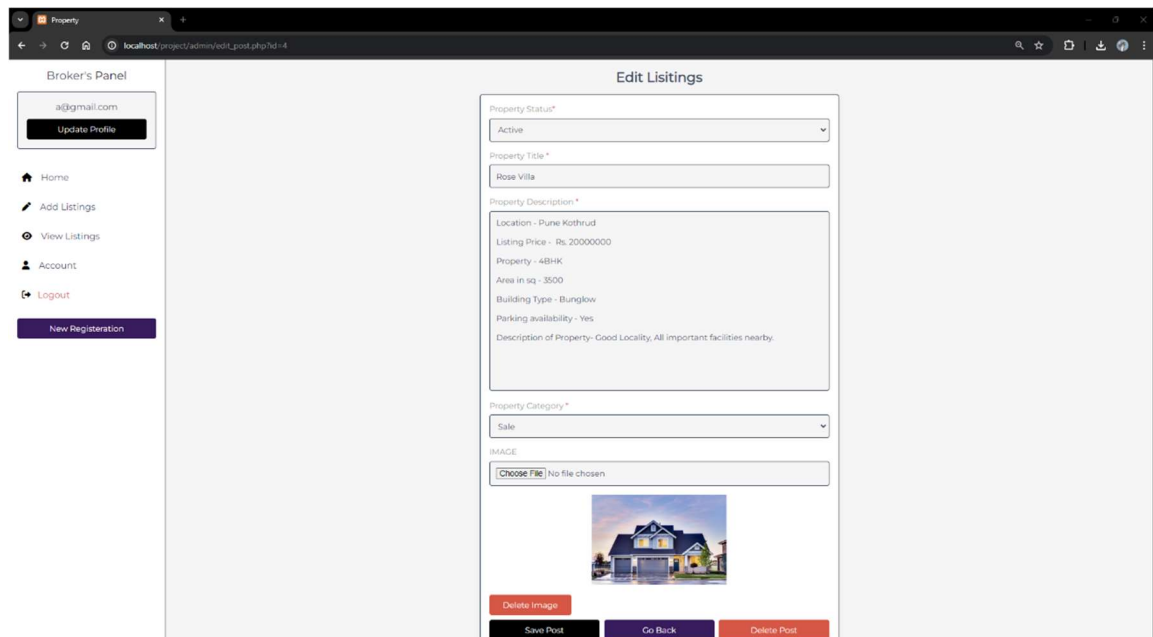 Property
localhost/project/admin/edit_post.php?id=4
Broker's Panel
a@gmail.com
Update Profile
Home
Add Listings
View Listings
Account
Logout
New Registeration
Edit Lisitings
Property Status*
Active
Property Title *
Rose Villa
Property Description *
Location - Pune Kothrud
Listing Price - Rs. 20000000
Property - 4BHK
Area in sq - 3500
Building Type - Bunglow
Parking availability - Yes
Description of Property- Good Locality, All important facilities nearby.
Property Category *
Sale
IMAGE
Choose File No file chosen
Delete Image
Save Post Go Back Delete Post